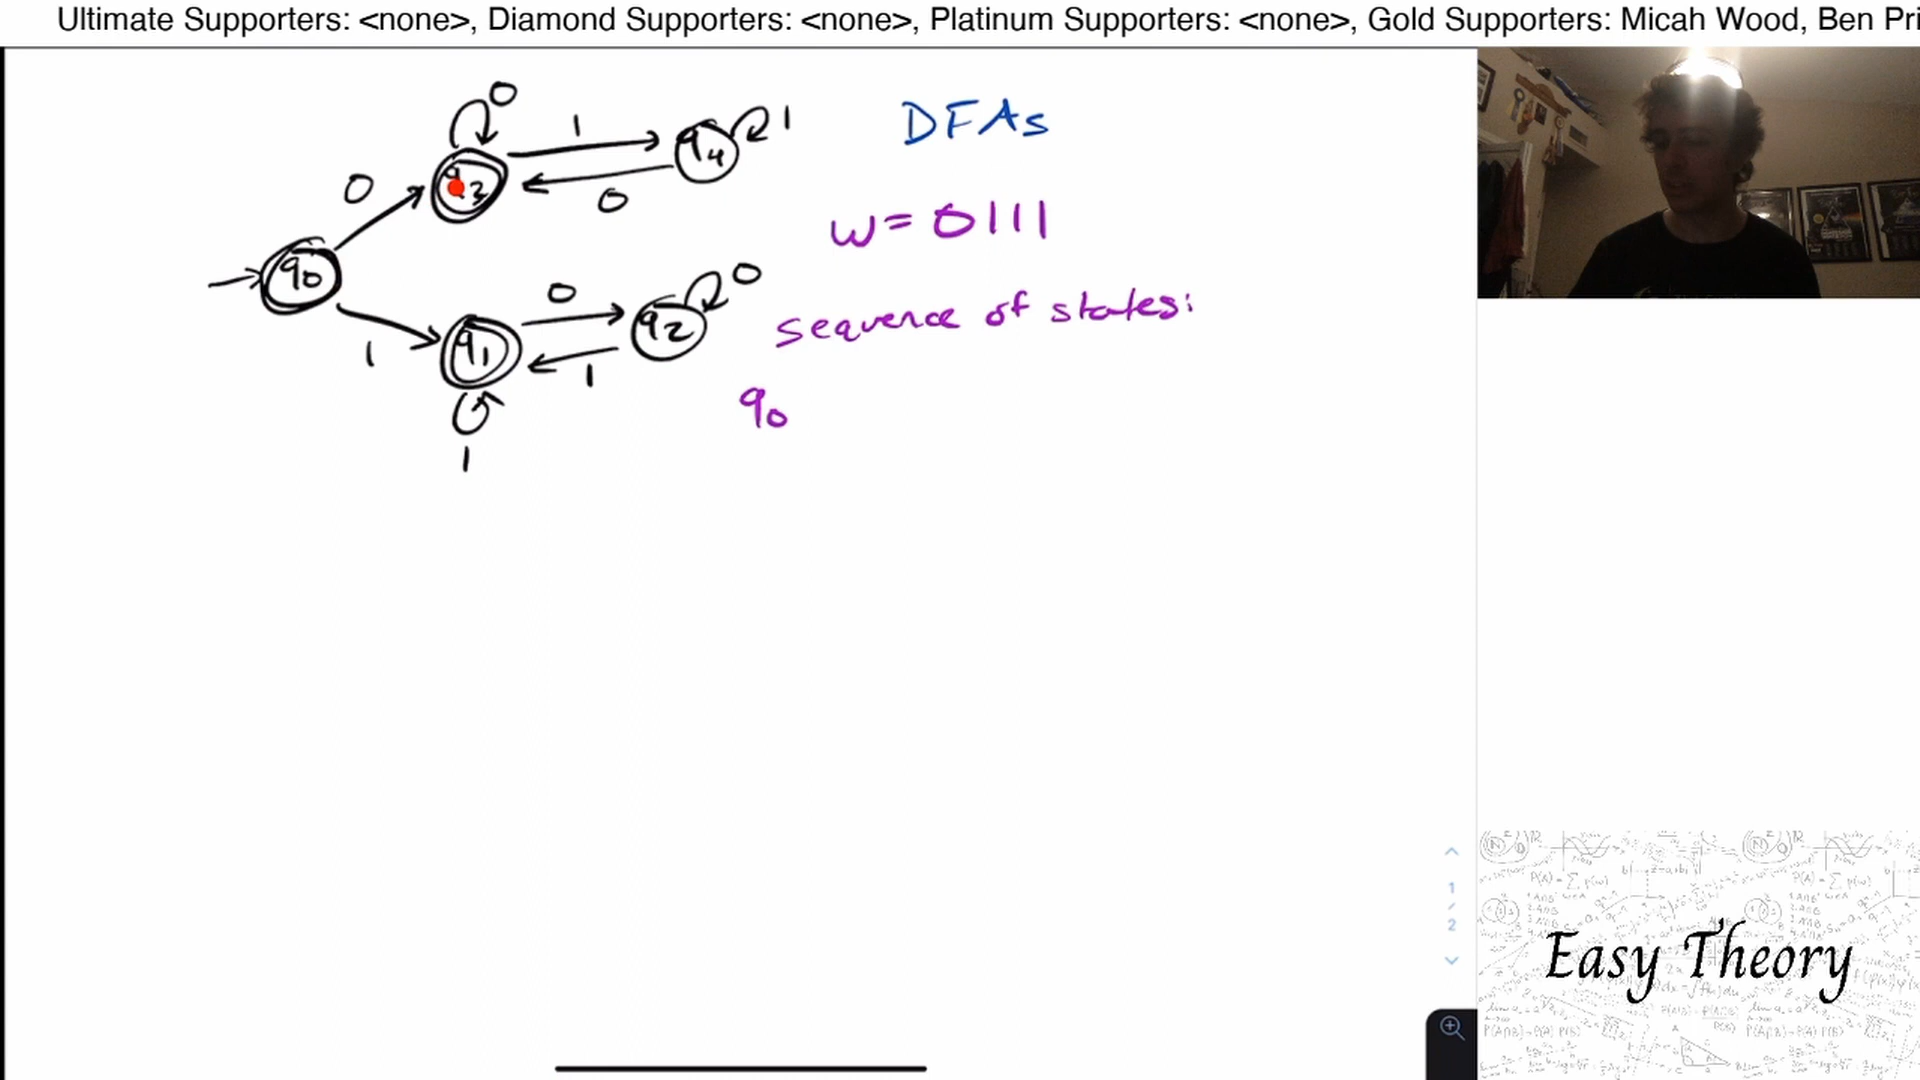 Ultimate Supporters: <none>, Diamond Supporters: <none>, Platinum Supporters: <none>, Gold Supporters: Micah Wood, Ben Pri
0
1
q4
1
DFAs
q3
0
0
w = 0111
q0
0
0
q2
sequence of states:
1
q1
1
q0
1
1
2
Easy Theory